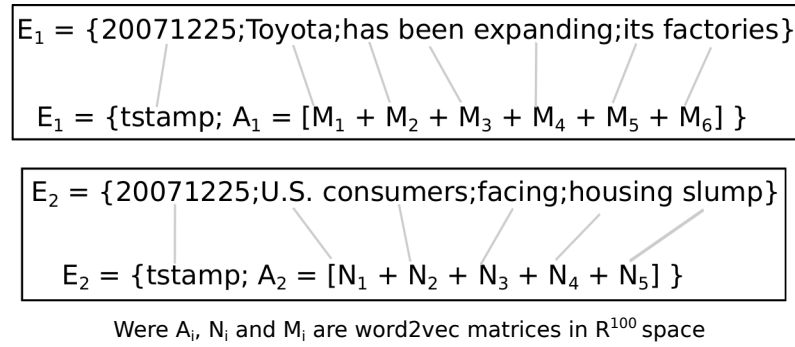 E₁ = {20071225;Toyota;has been expanding;its factories}
E₁ = {tstamp; A₁ = [M₁ + M₂ + M₃ + M₄ + M₅ + M₆] }
E₂ = {20071225;U.S. consumers;facing;housing slump}
E₂ = {tstamp; A₂ = [N₁ + N₂ + N₃ + N₄ + N₅] }
Were Aᵢ, Nᵢ and Mᵢ are word2vec matrices in R¹⁰⁰ space